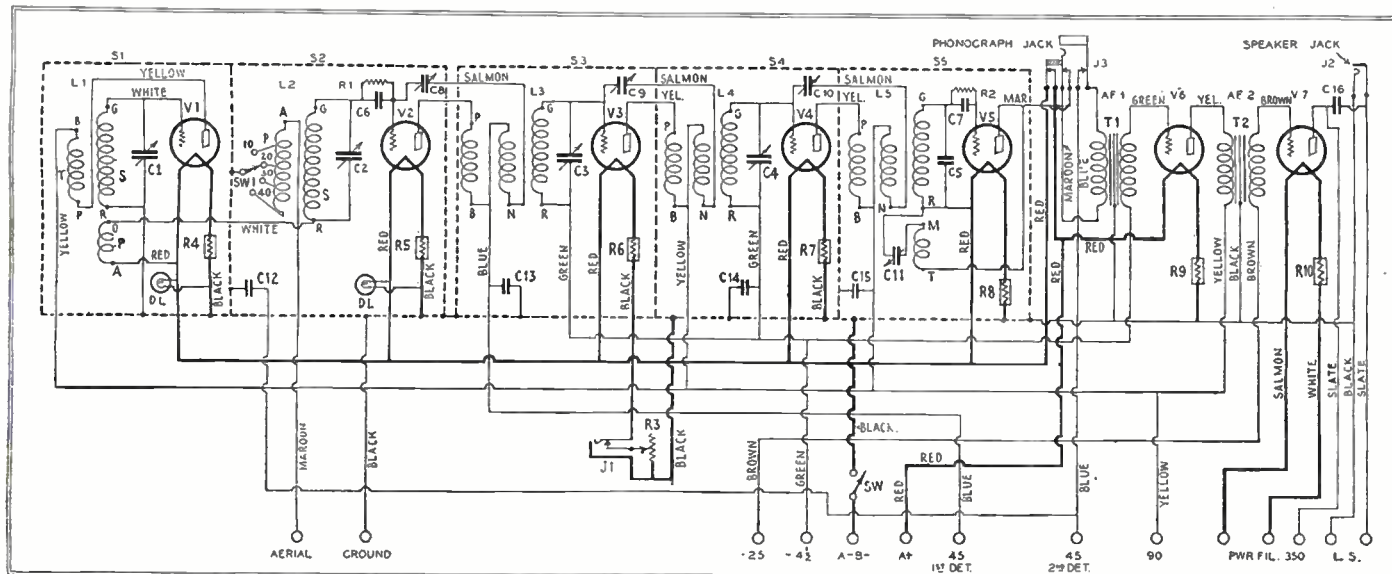 S1
S2
S3
S4
S5
PHONOGRAPH JACK
SPEAKER JACK
J3
J2
L1
YELLOW
WHITE
V1
L2
R1
C6
C8
V2
SALMON
L3
C9
V3
SALMON
YEL.
L4
C10
V4
SALMON
YEL.
L5
R2
C7
V5
MAR
AF 1
T1
GREEN
V6
YEL.
AF 2
T2
BROWN
V7
C16
B
G
T
S
C1
P
R
P
A
YELLOW
RED
R4
DL
BLACK
A
P
10
20
30
40
SW1
G
S
C2
R
WHITE
RED
R5
DL
BLACK
C12
P
B
N
G
R
C3
BLUE
C13
GREEN
RED
R6
BLACK
P
B
N
G
R
C4
YELLOW
C14
GREEN
RED
R7
BLACK
P
B
N
G
R
C5
M
T
C11
C15
RED
R8
RED
RED
MAROON
BLUE
RED
R9
YELLOW
BLACK
BROWN
R10
SALMON
WHITE
SLATE
BLACK
SLATE
MAROON
BLACK
J1
R3
BLACK
BROWN
GREEN
BLACK.
SW
RED
RED
BLUE
BLUE
YELLOW
AERIAL
GROUND
-25
-4½
A-B-
A+
45
1ST DET.
45
2ND DET.
90
PWR FIL.
350
L.S.